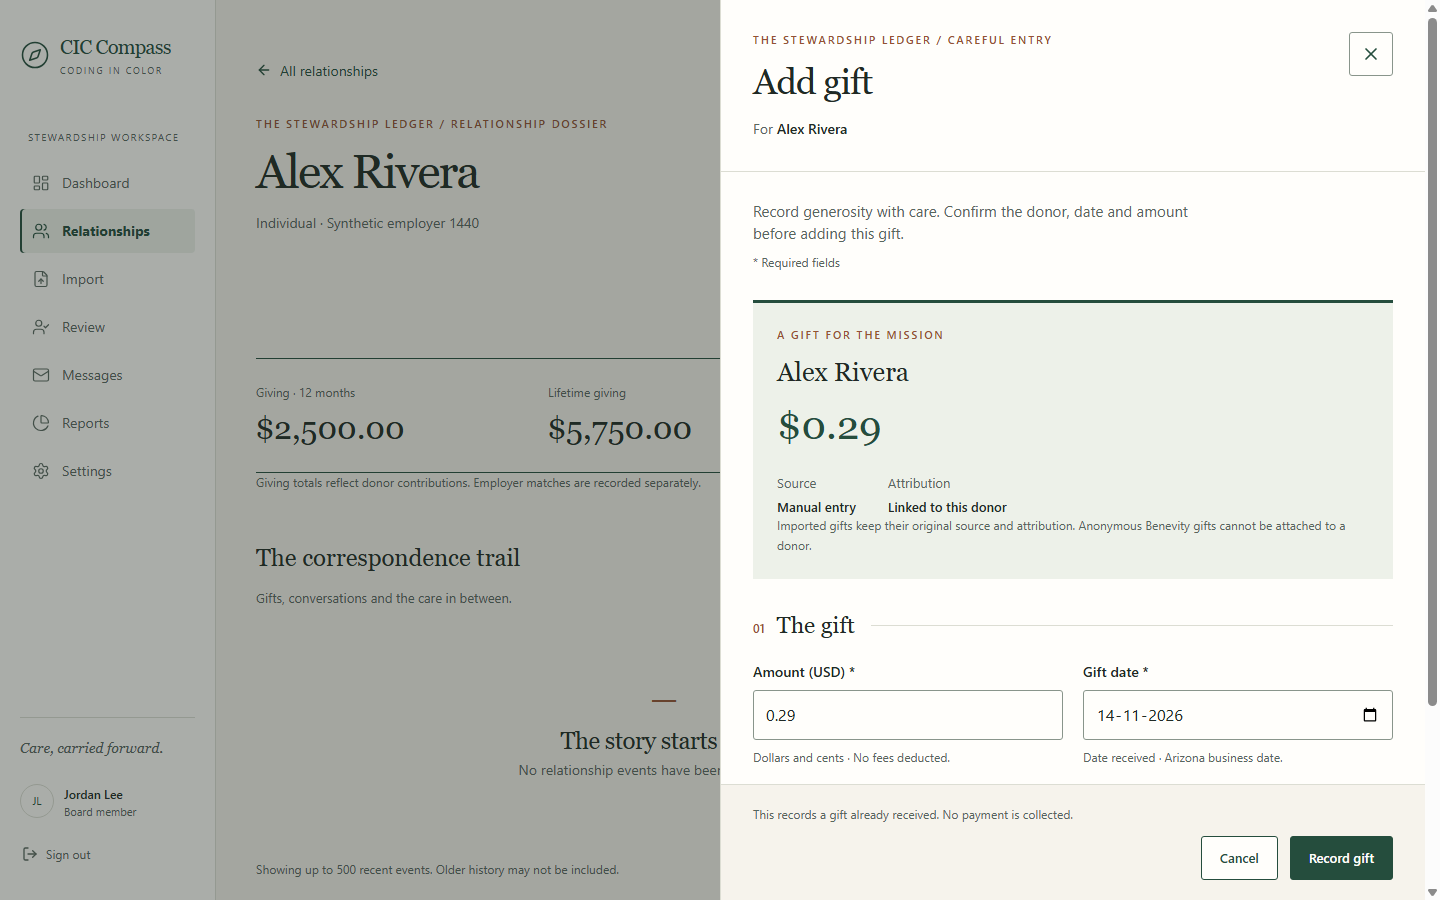 CIC Compass
CODING IN COLOR
STEWARDSHIP WORKSPACE
Dashboard
Relationships
Import
Review
Messages
Reports
Settings
Care, carried forward.
JL
Jordan Lee
Board member
Sign out
All relationships
THE STEWARDSHIP LEDGER / RELATIONSHIP DOSSIER
Alex Rivera
Individual · Synthetic employer 1440
Giving · 12 months
$2,500.00
Lifetime giving
$5,750.00
Giving totals reflect donor contributions. Employer matches are recorded separately.
The correspondence trail
Gifts, conversations and the care in between.
The story starts
No relationship events have been
Showing up to 500 recent events. Older history may not be included.
THE STEWARDSHIP LEDGER / CAREFUL ENTRY
Add gift
For Alex Rivera
Record generosity with care. Confirm the donor, date and amount
before adding this gift.
* Required fields
A GIFT FOR THE MISSION
Alex Rivera
$0.29
Source
Manual entry
Attribution
Linked to this donor
Imported gifts keep their original source and attribution. Anonymous Benevity gifts cannot be attached to a
donor.
01 The gift
Amount (USD) *
0.29
Dollars and cents · No fees deducted.
Gift date *
14-11-2026
Date received · Arizona business date.
This records a gift already received. No payment is collected.
Cancel
Record gift